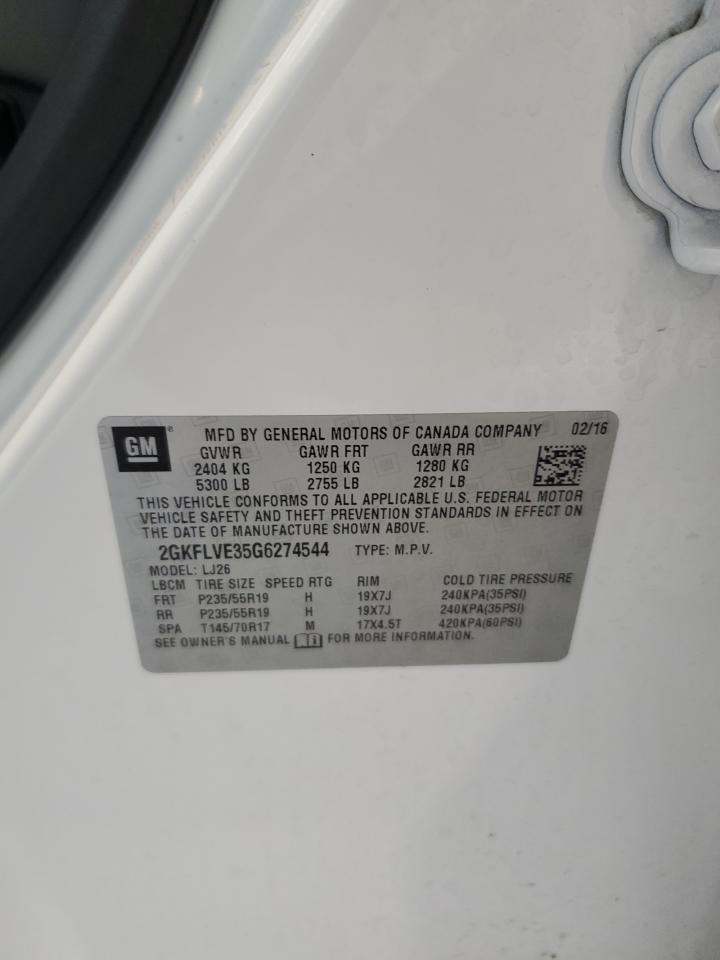 GM ® MFD BY GENERAL MOTORS OF CANADA COMPANY 02/16
GVWR GAWR FRT GAWR RR
2404 KG 1250 KG 1280 KG
5300 LB 2755 LB 2821 LB
THIS VEHICLE CONFORMS TO ALL APPLICABLE U.S. FEDERAL MOTOR
VEHICLE SAFETY AND THEFT PREVENTION STANDARDS IN EFFECT ON
THE DATE OF MANUFACTURE SHOWN ABOVE.
2GKFLVE35G6274544 TYPE: M.P.V.
MODEL: LJ26
LBCM TIRE SIZE SPEED RTG RIM COLD TIRE PRESSURE
FRT P235/55R19 H 19X7J 240KPA(35PSI)
RR P235/55R19 H 19X7J 240KPA(35PSI)
SPA T145/70R17 M 17X4.5T 420KPA(60PSI)
SEE OWNER'S MANUAL FOR MORE INFORMATION.